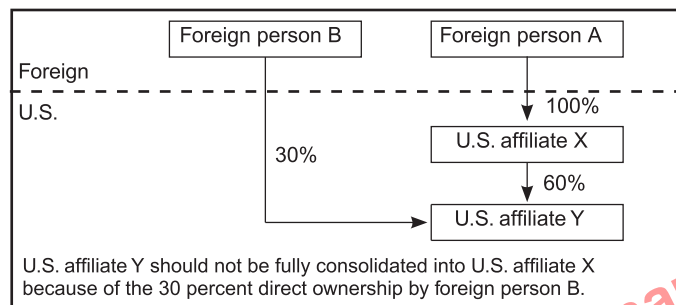 Foreign person B Foreign person A
Foreign
U.S.
100%
U.S. affiliate X
30%
60%
U.S. affiliate Y
U.S. affiliate Y should not be fully consolidated into U.S. affiliate X
because of the 30 percent direct ownership by foreign person B.